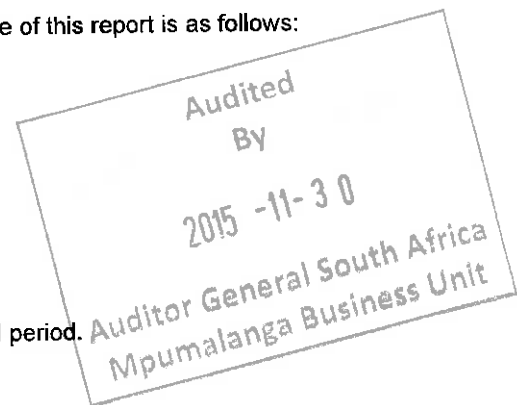 e of this report is as follows:
Audited
By
2015 -11- 30
Auditor General South Africa
Mpumalanga Business Unit
l period.